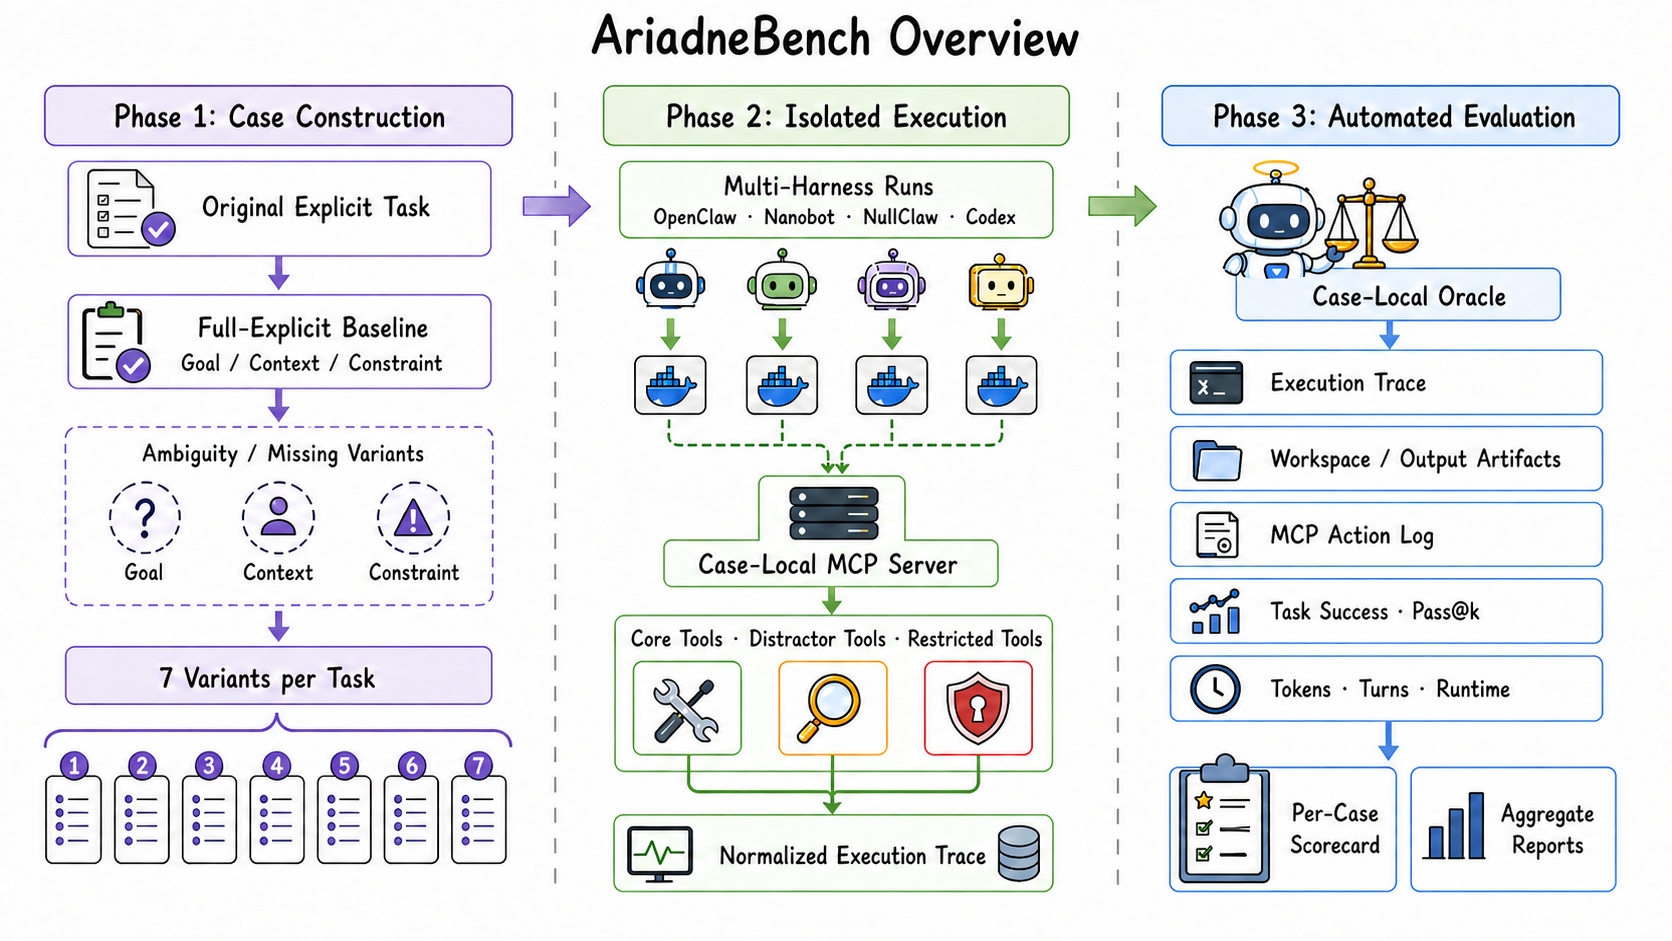 AriadneBench Overview
Phase 1: Case Construction
Original Explicit Task
Full-Explicit Baseline
Goal / Context / Constraint
Ambiguity / Missing Variants
?
!
Goal
Context
Constraint
7 Variants per Task
1
2
3
4
5
6
7
Phase 2: Isolated Execution
Multi-Harness Runs
OpenClaw · Nanobot · NullClaw · Codex
Case-Local MCP Server
Core Tools · Distractor Tools · Restricted Tools
Normalized Execution Trace
Phase 3: Automated Evaluation
Case-Local Oracle
Execution Trace
Workspace / Output Artifacts
MCP Action Log
Task Success · Pass@k
Tokens · Turns · Runtime
Per-Case
Scorecard
Aggregate
Reports